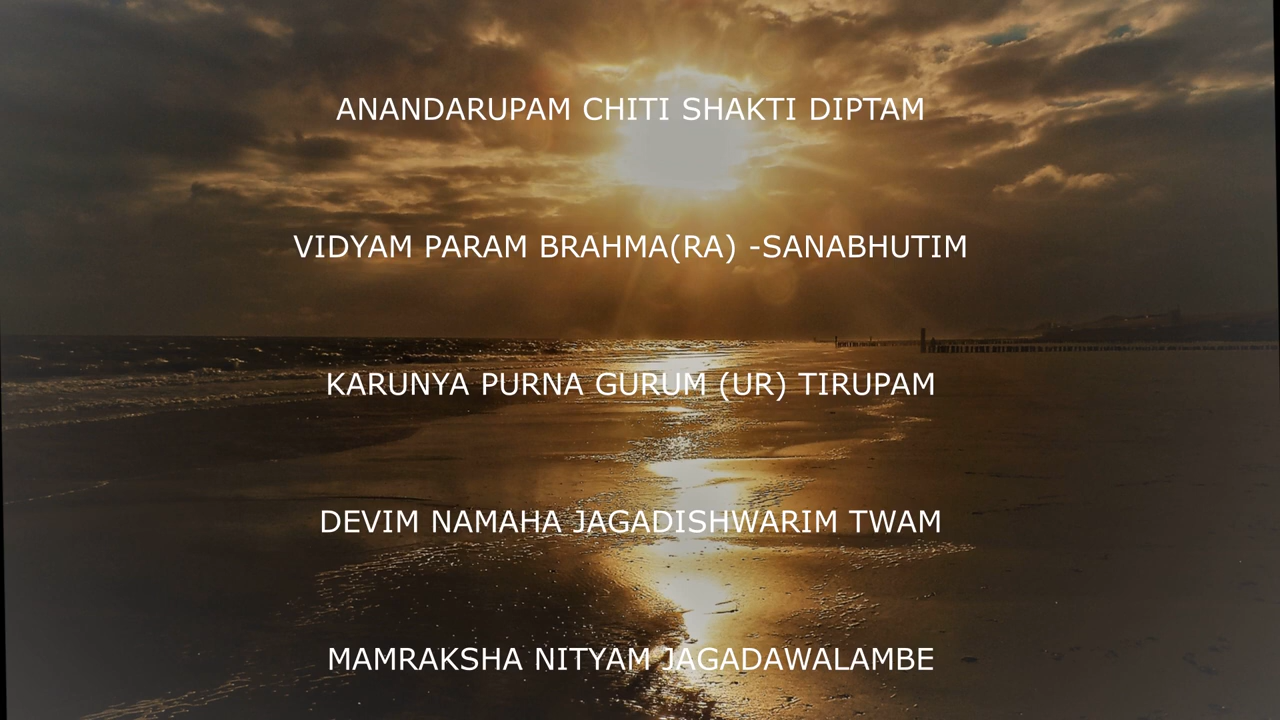 ANANDARUPAM CHITI SHAKTI DIPTAM
VIDYAM PARAM BRAHMA(RA) -SANABHUTIM
KARUNYA PURNA GURUM (UR) TIRUPAM
DEVIM NAMAHA JAGADISHWARIM TWAM
MAMRAKSHA NITYAM JAGADAWALAMBE